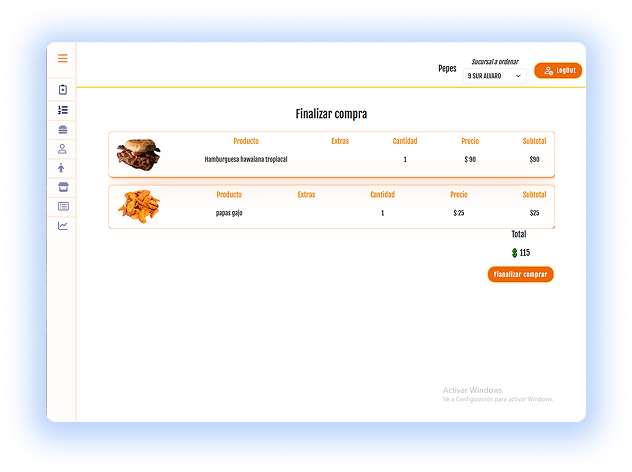 Sucursal a ordenar
Pepes
9 SUR ALVARO
LogOut
Finalizar compra
Producto Extras Cantidad Precio Subtotal
Hamburguesa hawaiana tropiacal 1 $ 90 $90
Producto Extras Cantidad Precio Subtotal
papas gajo 1 $ 25 $25
Total
$ 115
Fianalizar comprar
Activar Windows
Ve a Configuración para activar Windows.